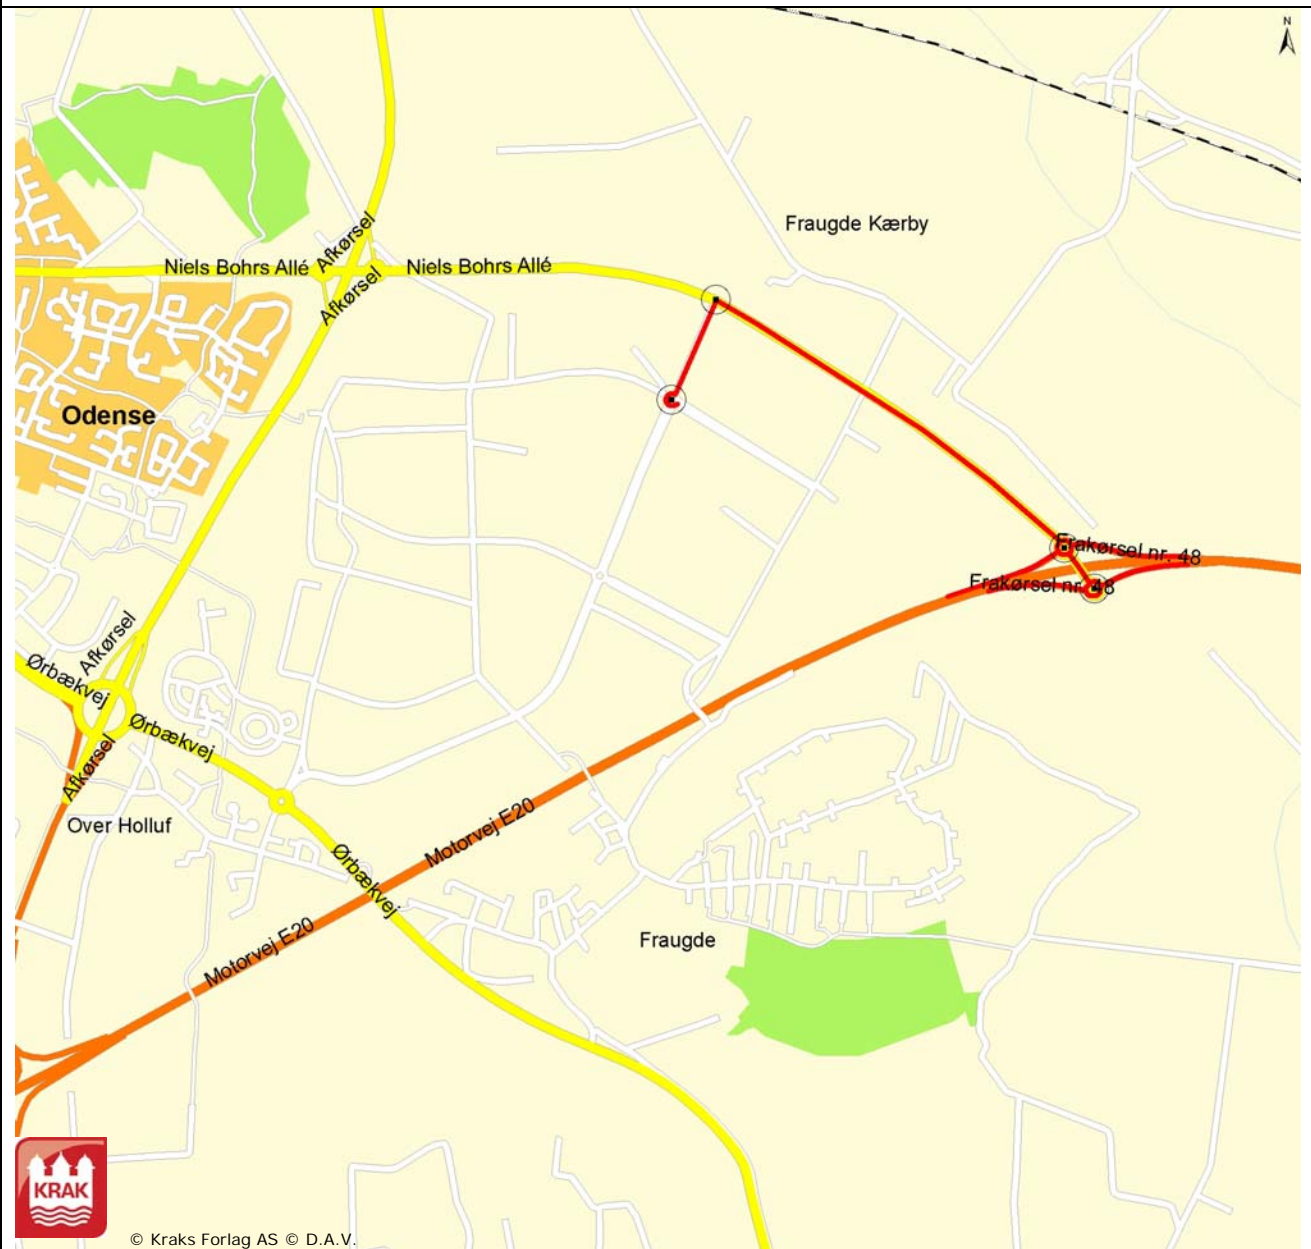 N
Fraugde Kærby
Afkørsel
Niels Bohrs Allé
Niels Bohrs Allé
Afkørsel
Odense
Frakørsel nr. 48
Frakørsel nr. 48
Afkørsel
Ørbækvej
Ørbækvej
Afkørsel
Over Holluf
Motorvej E20
Ørbækvej
Fraugde
Motorvej E20
KRAK
© Kraks Forlag AS © D.A.V.